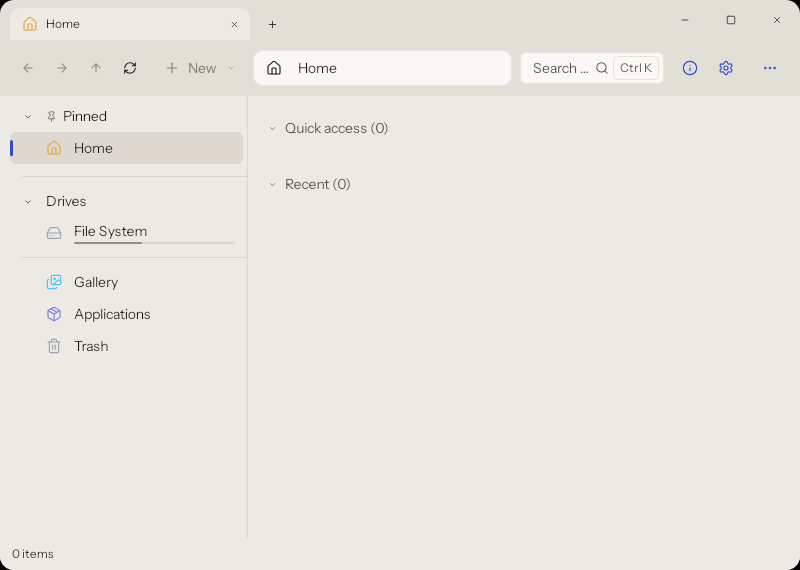 Home
New
Home
Search ...
Ctrl K
Pinned
Home
Drives
File System
Gallery
Applications
Trash
Quick access (0)
Recent (0)
0 items